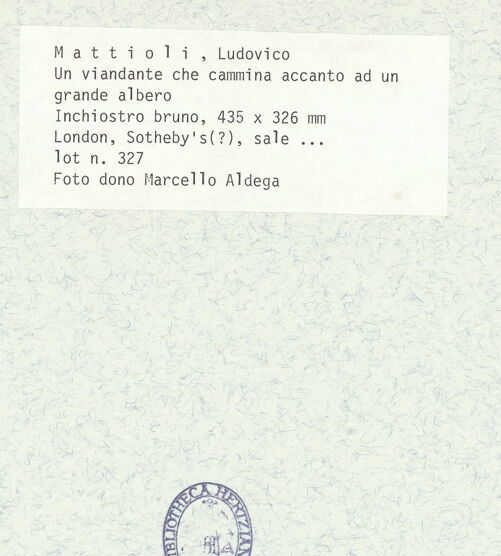 M a t t i o l i , Ludovico
Un viandante che cammina accanto ad un
grande albero
Inchiostro bruno, 435 x 326 mm
London, Sotheby's(?), sale ...
lot n. 327
Foto dono Marcello Aldega
BIBLIOTHECA HERTZIAN